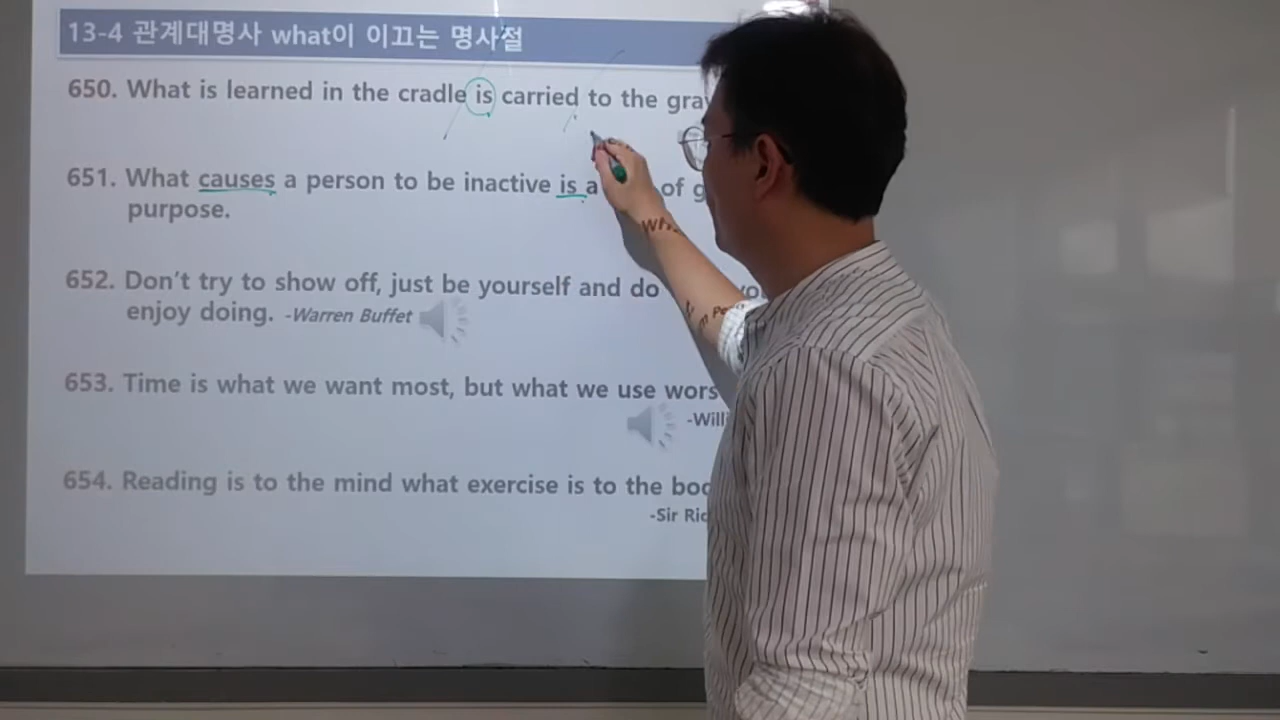 13-4 관계대명사 what이 이끄는 명사절
650. What is learned in the cradle is carried to the
651. What causes a person to be inactive is a of
purpose.
652. Don't try to show off, just be yourself and do
enjoy doing. -Warren Buffet
653. Time is what we want most, but what we use
654. Reading is to the mind what exercise is to the
-Sir